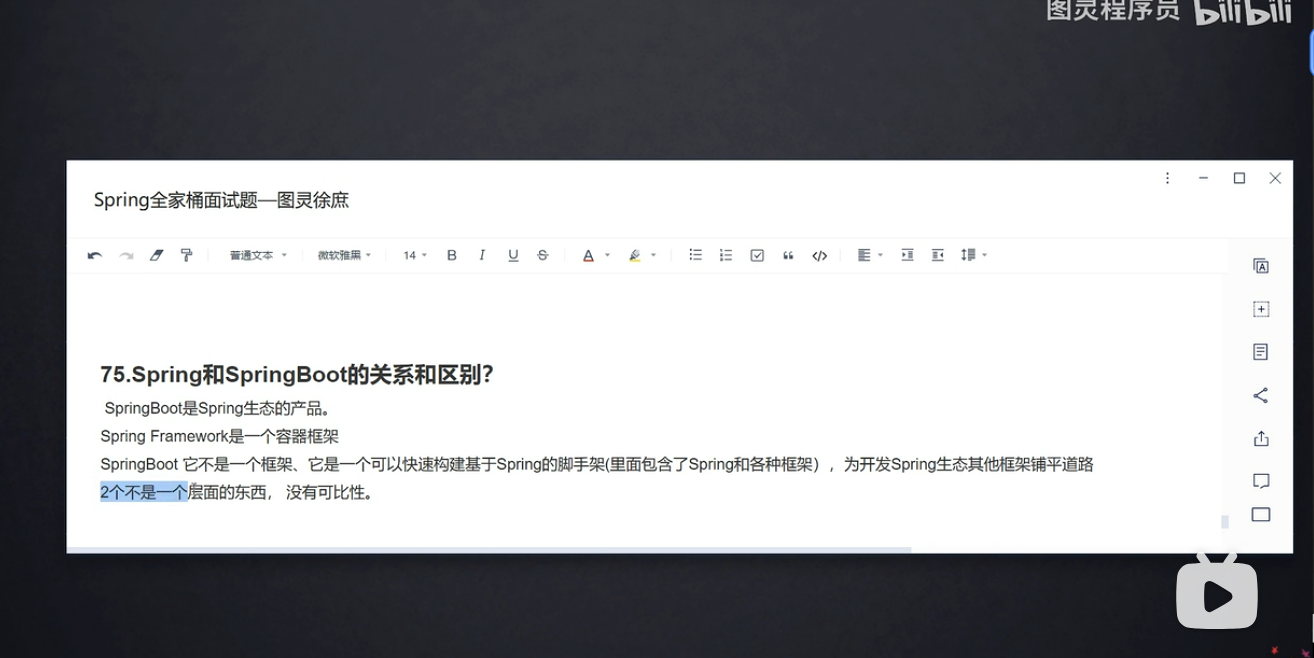 图灵程序员 bilibili
Spring全家桶面试题—图灵徐庶
普通文本 微软雅黑 14 B I U S A
75.Spring和SpringBoot的关系和区别？
SpringBoot是Spring生态的产品。
Spring Framework是一个容器框架
SpringBoot 它不是一个框架、它是一个可以快速构建基于Spring的脚手架(里面包含了Spring和各种框架），为开发Spring生态其他框架铺平道路
2个不是一个层面的东西， 没有可比性。